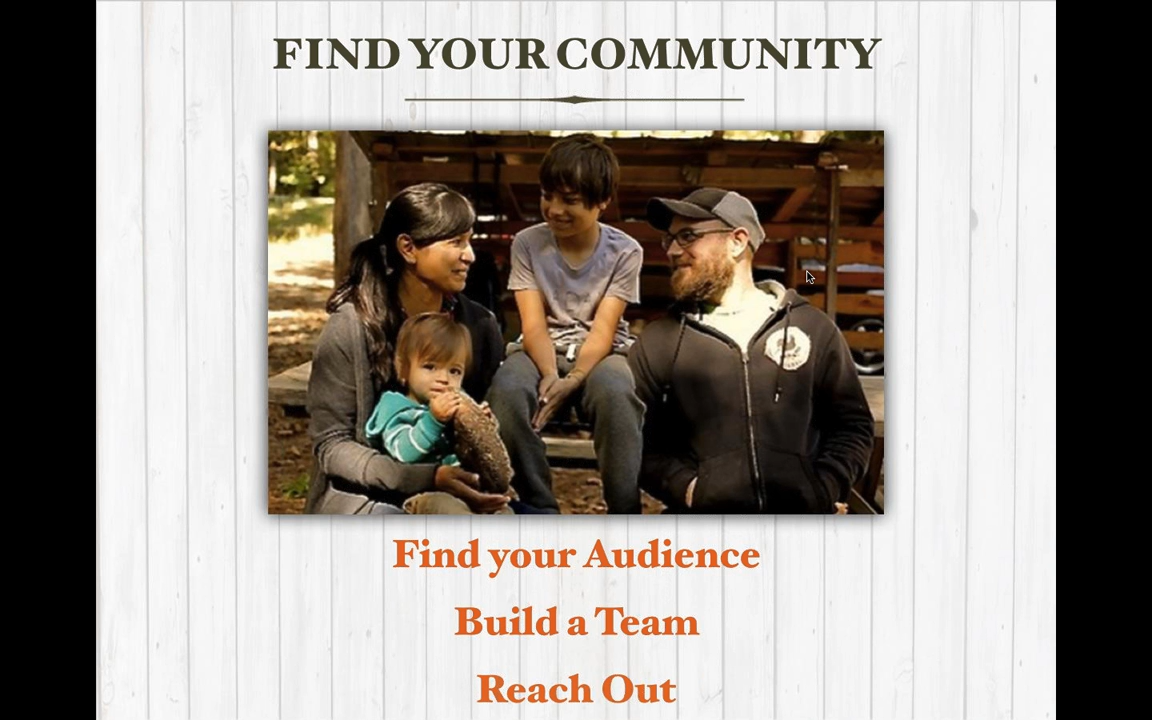 FIND YOUR COMMUNITY
Find your Audience
Build a Team
Reach Out